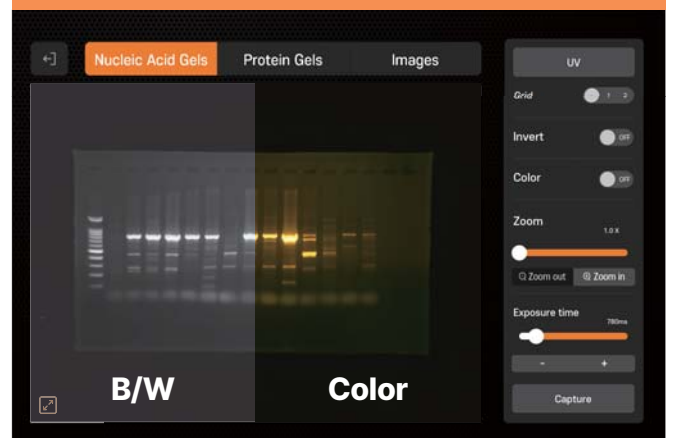 Nucleic Acid Gels Protein Gels Images
B/W Color
UV
Grid 1 2
Invert OFF
Color OFF
Zoom
1.0 X
Zoom out Zoom in
Exposure time
780ms
- +
Capture